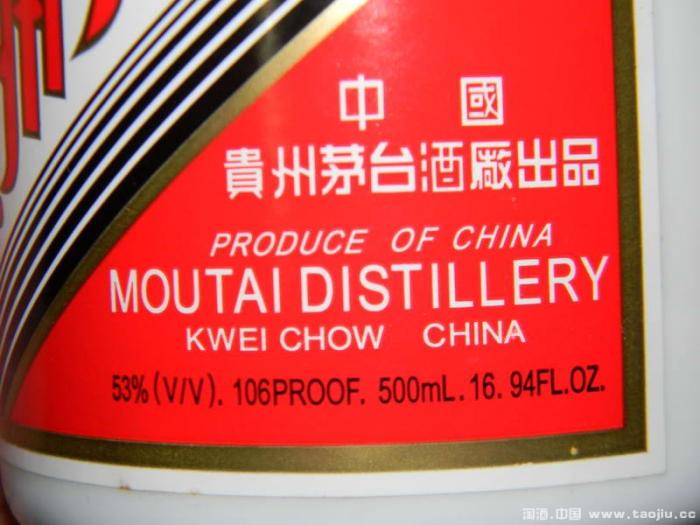 中國
貴州茅台酒廠出品
PRODUCE OF CHINA
MOUTAI DISTILLERY
KWEI CHOW CHINA
53%(V/V). 106PROOF. 500mL. 16. 94FL.OZ.
淘酒.中国 www.taojiu.cc